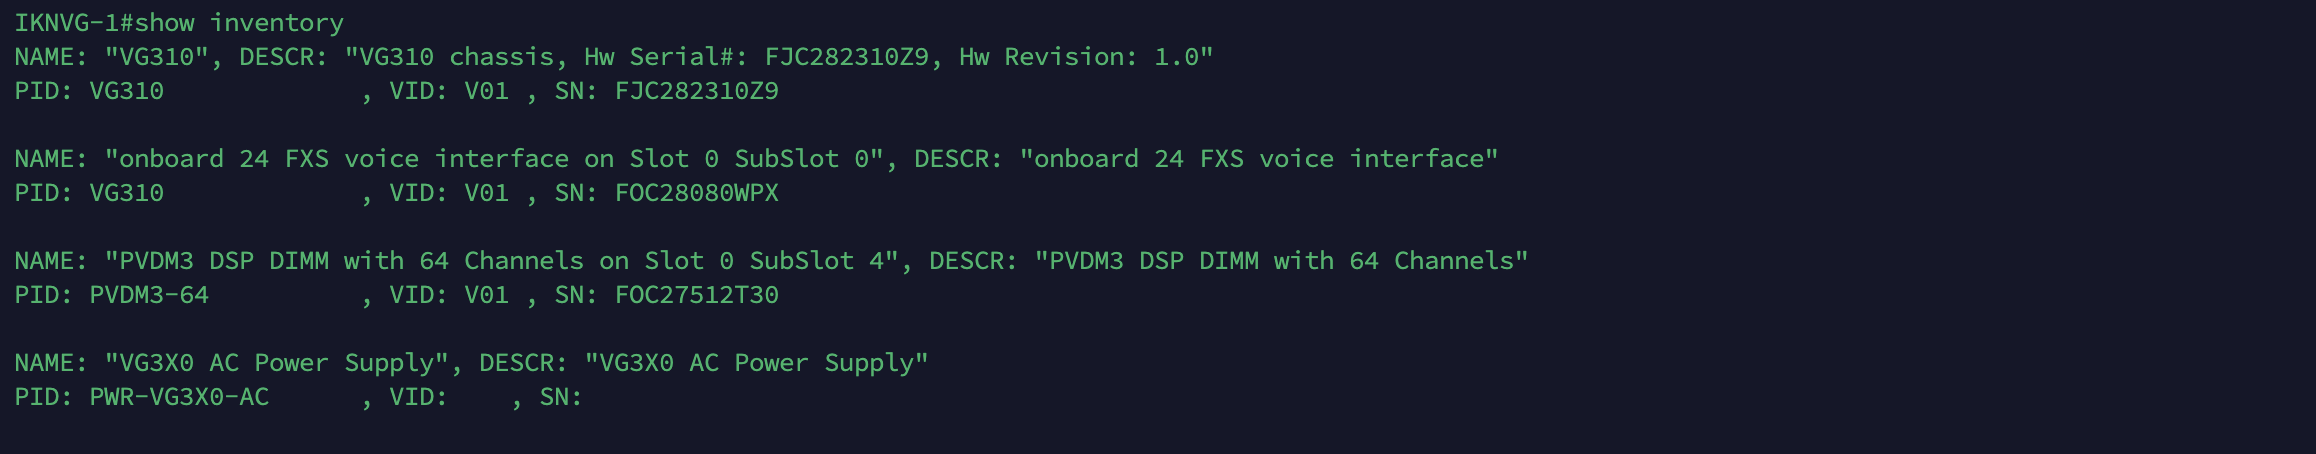 IKNVG-1#show inventory
NAME: "VG310", DESCR: "VG310 chassis, Hw Serial#: FJC282310Z9, Hw Revision: 1.0"
PID: VG310             , VID: V01 , SN: FJC282310Z9

NAME: "onboard 24 FXS voice interface on Slot 0 SubSlot 0", DESCR: "onboard 24 FXS voice interface"
PID: VG310             , VID: V01 , SN: FOC28080WPX

NAME: "PVDM3 DSP DIMM with 64 Channels on Slot 0 SubSlot 4", DESCR: "PVDM3 DSP DIMM with 64 Channels"
PID: PVDM3-64          , VID: V01 , SN: FOC27512T30

NAME: "VG3X0 AC Power Supply", DESCR: "VG3X0 AC Power Supply"
PID: PWR-VG3X0-AC      , VID:    , SN: